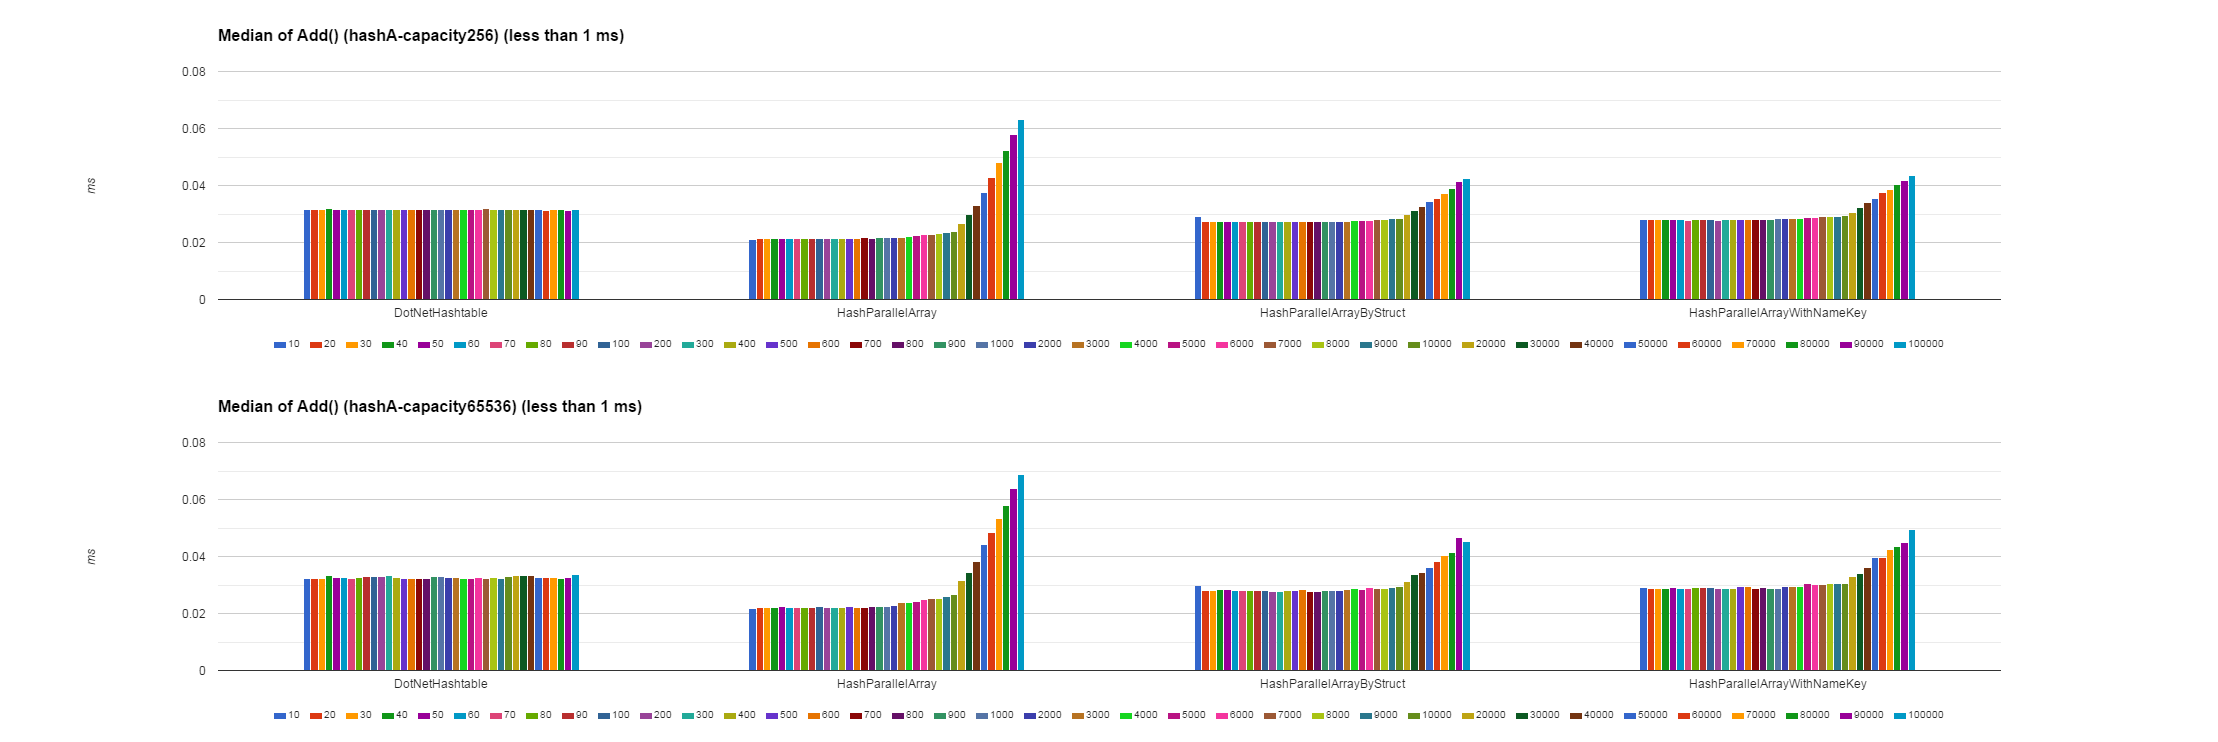 Median of Add() (hashA-capacity256) (less than 1 ms)
0.08
0.06
ms
0.04
0.02
0
DotNetHashtable HashParallelArray HashParallelArrayByStruct HashParallelArrayWithNameKey
10 20 30 40 50 60 70 80 90 100 200 300 400 500 600 700 800 900 1000 2000 3000 4000 5000 6000 7000 8000 9000 10000 20000 30000 40000 50000 60000 70000 80000 90000 100000
Median of Add() (hashA-capacity65536) (less than 1 ms)
0.08
0.06
ms
0.04
0.02
0
DotNetHashtable HashParallelArray HashParallelArrayByStruct HashParallelArrayWithNameKey
10 20 30 40 50 60 70 80 90 100 200 300 400 500 600 700 800 900 1000 2000 3000 4000 5000 6000 7000 8000 9000 10000 20000 30000 40000 50000 60000 70000 80000 90000 100000